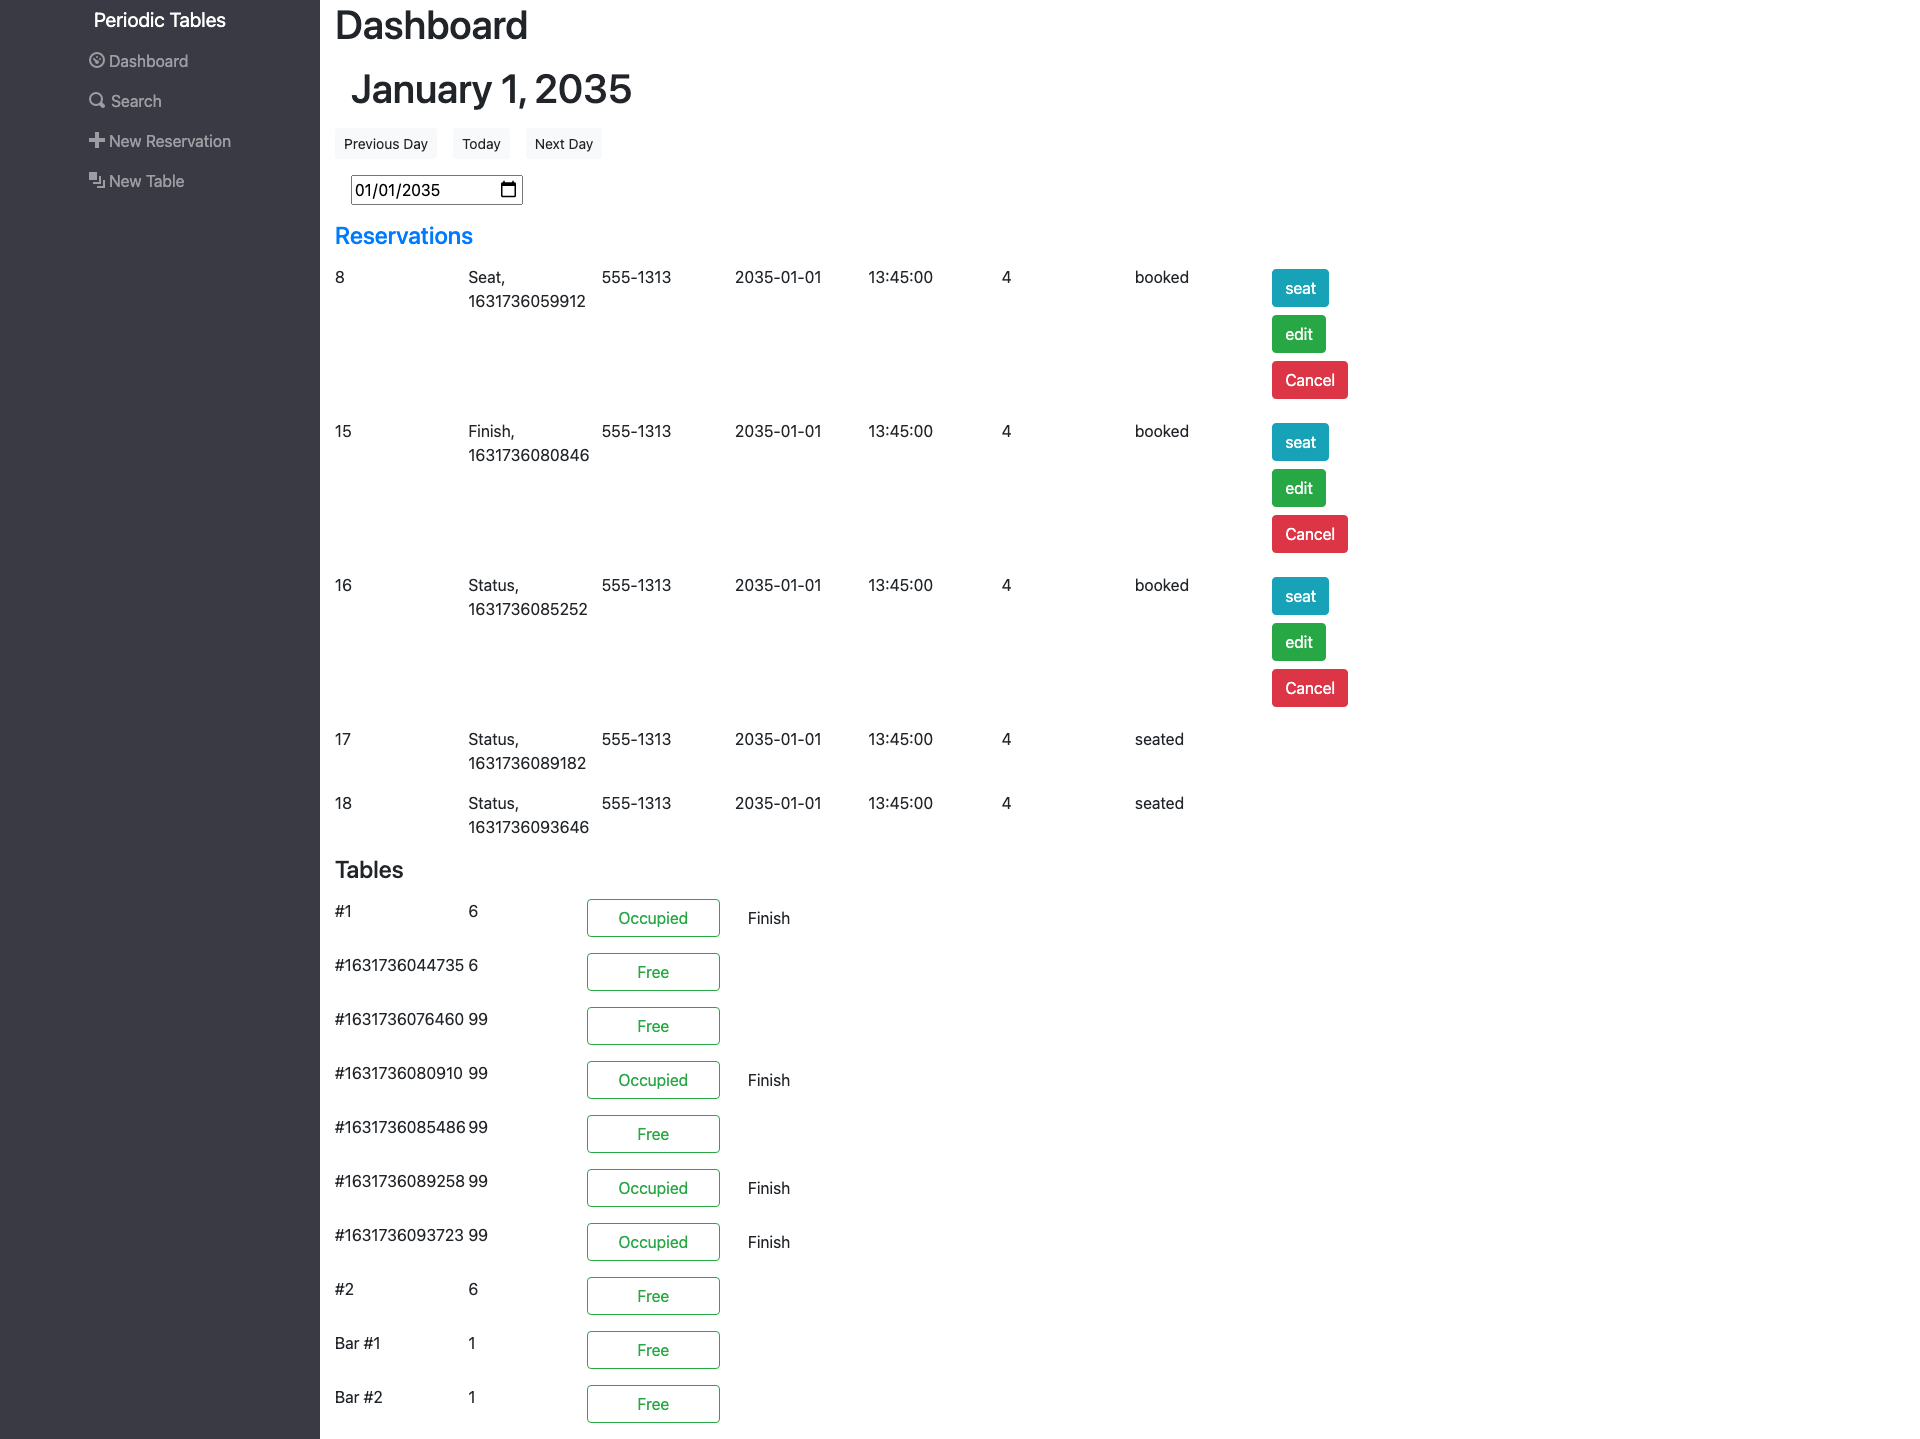 Periodic Tables
Dashboard
Search
New Reservation
New Table
Dashboard
January 1, 2035
Previous Day Today Next Day
01/01/2035
Reservations
8 Seat, 555-1313 2035-01-01 13:45:00 4 booked seat
1631736059912
edit
Cancel
15 Finish, 555-1313 2035-01-01 13:45:00 4 booked seat
1631736080846
edit
Cancel
16 Status, 555-1313 2035-01-01 13:45:00 4 booked seat
1631736085252
edit
Cancel
17 Status, 555-1313 2035-01-01 13:45:00 4 seated
1631736089182
18 Status, 555-1313 2035-01-01 13:45:00 4 seated
1631736093646
Tables
#1 6 Occupied Finish
#1631736044735 6 Free
#1631736076460 99 Free
#1631736080910 99 Occupied Finish
#1631736085486 99 Free
#1631736089258 99 Occupied Finish
#1631736093723 99 Occupied Finish
#2 6 Free
Bar #1 1 Free
Bar #2 1 Free